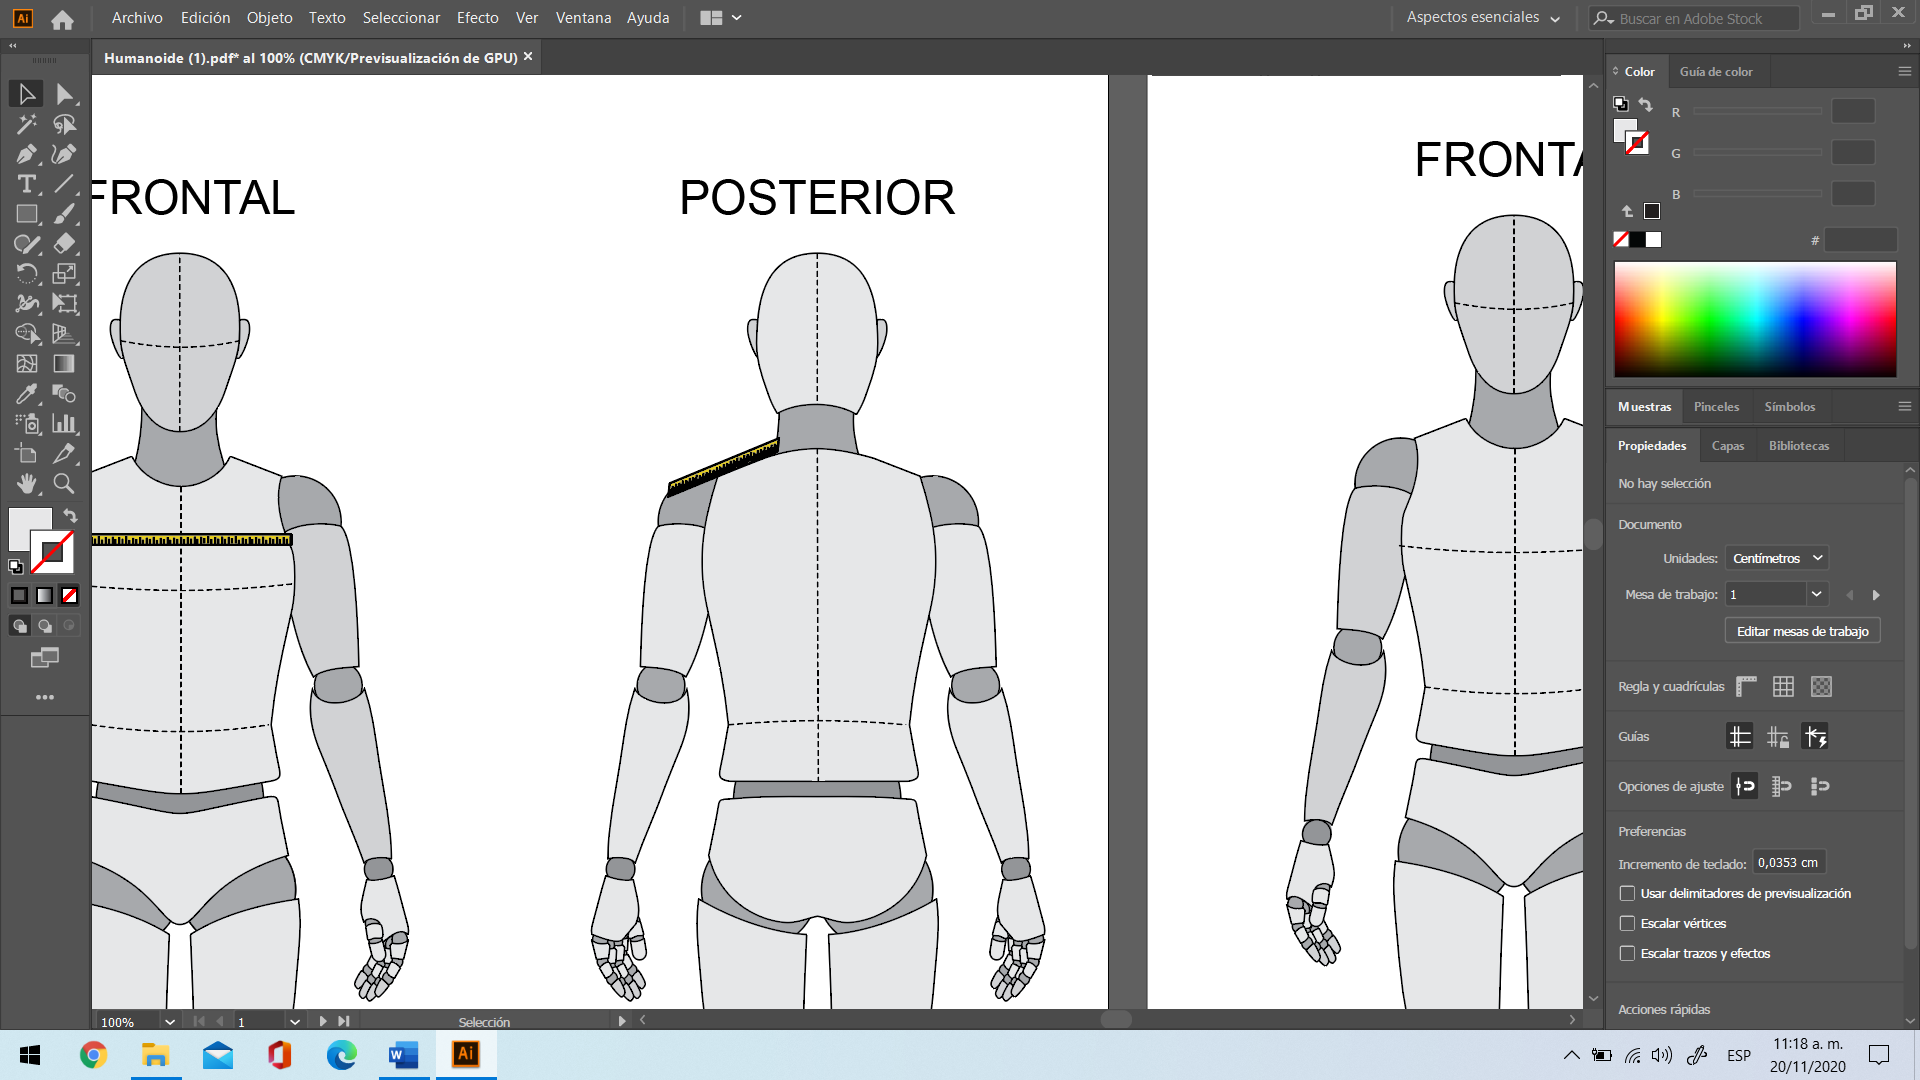 Ai
Archivo Edición Objeto Texto Seleccionar Efecto Ver Ventana Ayuda
Aspectos esenciales
Buscar en Adobe Stock
Humanoide (1).pdf* al 100% (CMYK/Previsualización de GPU)
FRONTAL
POSTERIOR
FRONTA
Color Guía de color
R
G
B
#
Muestras Pinceles Símbolos
Propiedades Capas Bibliotecas
No hay selección
Documento
Unidades: Centímetros
Mesa de trabajo: 1
Editar mesas de trabajo
Regla y cuadrículas
Guías
Opciones de ajuste
Preferencias
Incremento de teclado: 0,0353 cm
Usar delimitadores de previsualización
Escalar vértices
Escalar trazos y efectos
Acciones rápidas
100% 1 Selección
Ai
ESP
11:18 a. m.
20/11/2020